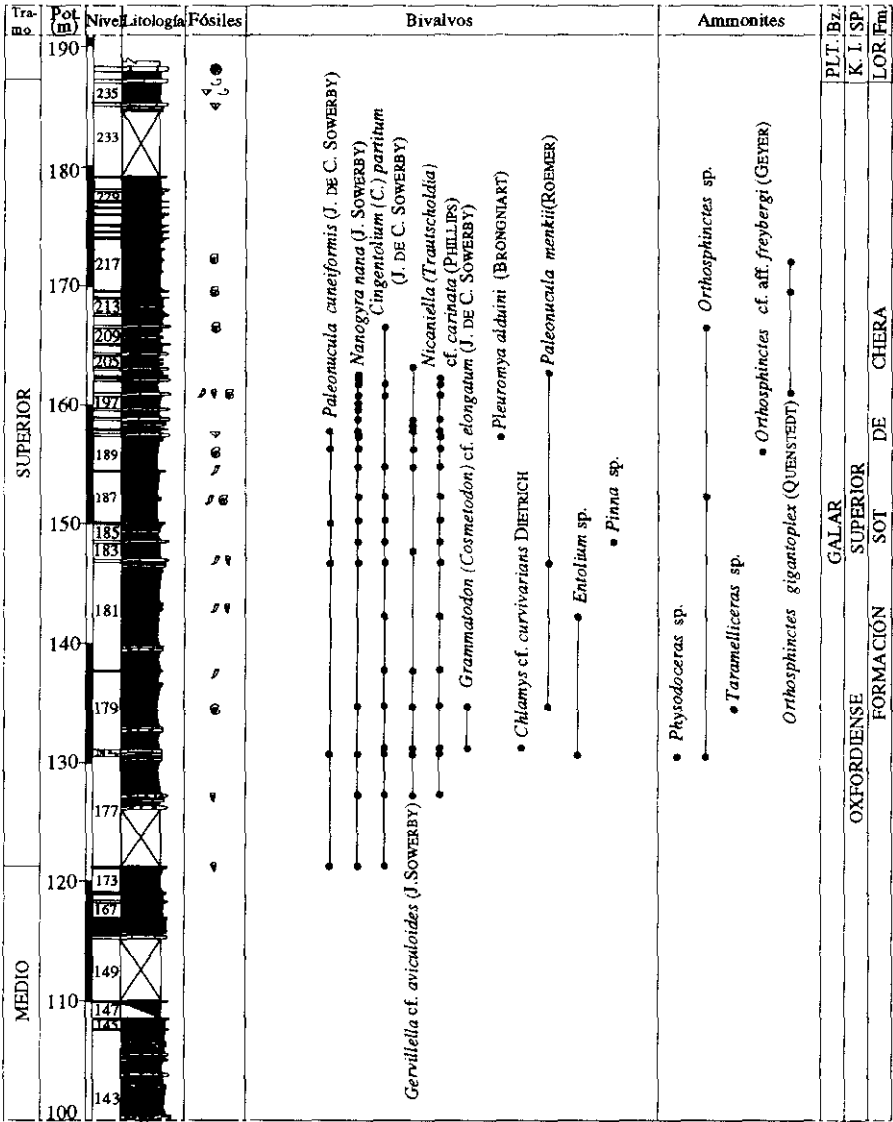 Tra-
mo
Pot.
(m)
Nivel
Litología
Fósiles
Bivalvos
Ammonites
PLT. Bz.
K. I. SP.
LOR. Fm.
190
180
170
160
150
140
130
120
110
100
SUPERIOR
MEDIO
235
233
229
217
213
209
205
197
189
187
185
183
181
179
177
173
167
149
147
145
143
Paleonucula cuneiformis (J. DE C. SOWERBY)
Nanogyra nana (J. SOWERBY)
Cingentolium (C.) partitum
(J. DE C. SOWERBY)
Gervillella cf. aviculoides (J.SOWERBY)
Nicaniella (Trautscholdia)
cf. carinata (PHILLIPS)
Grammatodon (Cosmetodon) cf. elongatum (J. DE C. SOWERBY)
Pleuromya alduini (BRONGNIART)
Chlamys cf. curvivarians DIETRICH
Paleonucula menkii(ROEMER)
Entolium sp.
Pinna sp.
Physodoceras sp.
Orthosphinctes sp.
Taramelliceras sp.
Orthosphinctes cf. aff. freybergi (GEYER)
Orthosphinctes gigantoplex (QUENSTEDT)
GALAR
OXFORDIENSE SUPERIOR
FORMACIÓN SOT DE CHERA